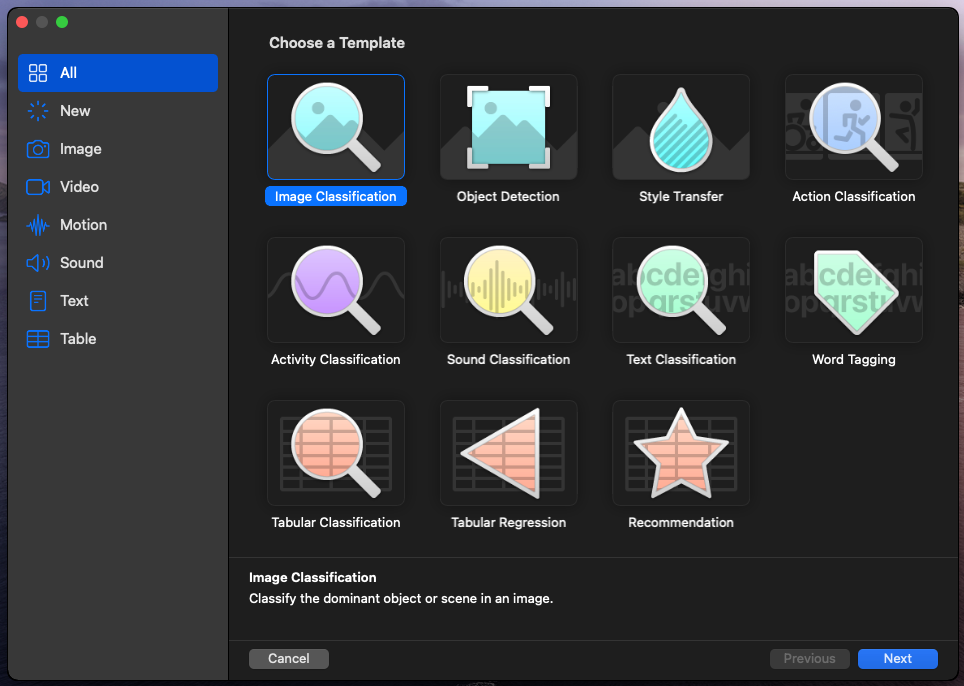 Choose a Template
All
New
Image
Video
Motion
Sound
Text
Table
Image Classification
Object Detection
Style Transfer
Action Classification
Activity Classification
Sound Classification
abcdefghi
opqrstuvw
Text Classification
abcdefghi
opqrstuvw
Word Tagging
Tabular Classification
Tabular Regression
Recommendation
Image Classification
Classify the dominant object or scene in an image.
Cancel
Previous
Next